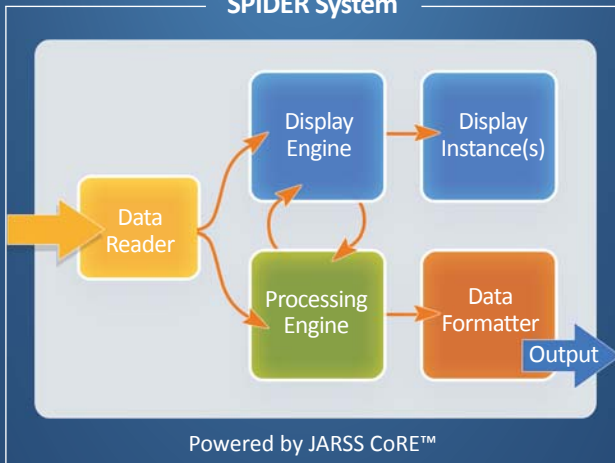 SPIDER System
Display
Engine
Display
Instance(s)
Data
Reader
Processing
Engine
Data
Formatter
Output
Powered by JARSS CoRE™